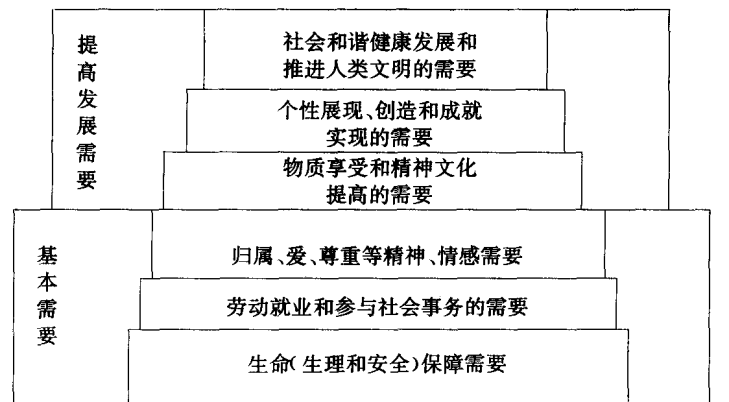 提高发展需要
社会和谐健康发展和
推进人类文明的需要
个性展现、创造和成就
实现的需要
物质享受和精神文化
提高的需要
基本需要
归属、爱、尊重等精神、情感需要
劳动就业和参与社会事务的需要
生命(生理和安全)保障需要